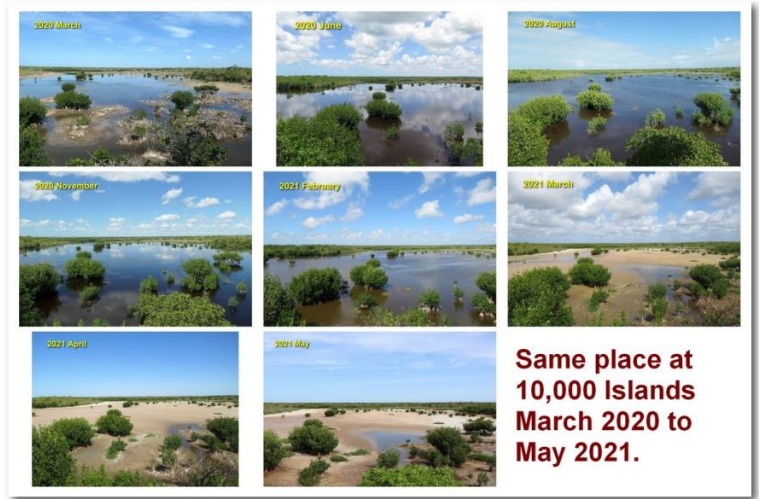 2020 March
2020 June
2020 August
2020 November
2021 February
2021 March
2021 April
2021 May
Same place at
10,000 Islands
March 2020 to
May 2021.